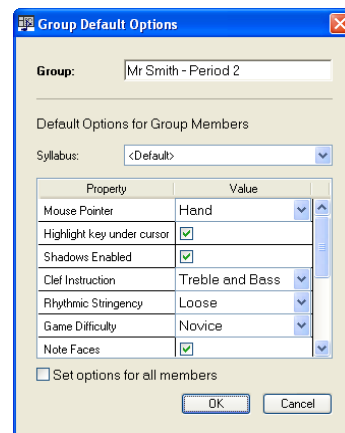 Group Default Options
Group: Mr Smith - Period 2
Default Options for Group Members
Syllabus: <Default>
Property Value
Mouse Pointer Hand
Highlight key under cursor
Shadows Enabled
Clef Instruction Treble and Bass
Rhythmic Stringency Loose
Game Difficulty Novice
Note Faces
Set options for all members
OK Cancel